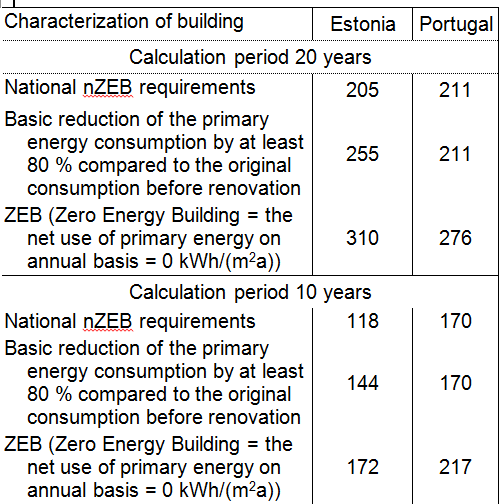 Characterization of building Estonia Portugal
Calculation period 20 years
National nZEB requirements 205 211
Basic reduction of the primary
energy consumption by at least
80 % compared to the original 255 211
consumption before renovation
ZEB (Zero Energy Building = the
net use of primary energy on 310 276
annual basis = 0 kWh/(m²a))
Calculation period 10 years
National nZEB requirements 118 170
Basic reduction of the primary
energy consumption by at least
80 % compared to the original 144 170
consumption before renovation
ZEB (Zero Energy Building = the
net use of primary energy on 172 217
annual basis = 0 kWh/(m²a))